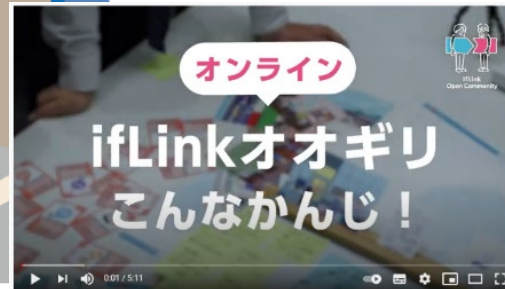 オンライン
ifLink
Open Community
ifLinkオオギリ
こんなかんじ!
0:01 / 5:11